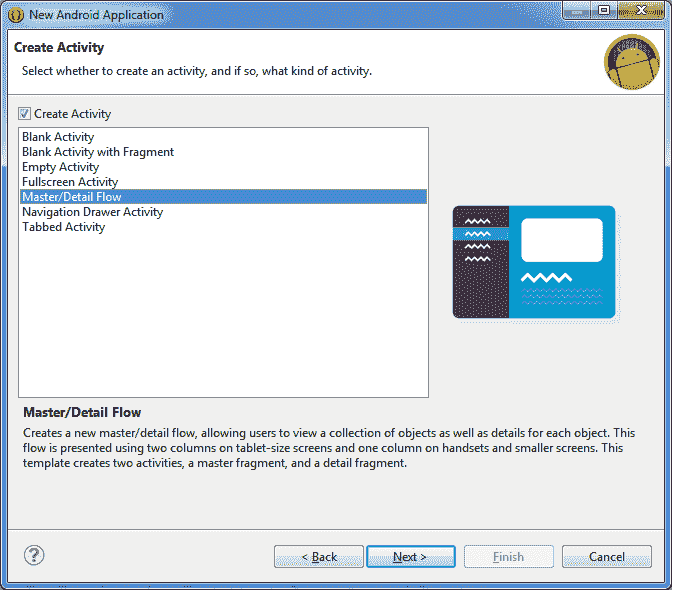 New Android Application
Create Activity
Select whether to create an activity, and if so, what kind of activity.
Create Activity
Blank Activity
Blank Activity with Fragment
Empty Activity
Fullscreen Activity
Master/Detail Flow
Navigation Drawer Activity
Tabbed Activity
Master/Detail Flow
Creates a new master/detail flow, allowing users to view a collection of objects as well as details for each object. This
flow is presented using two columns on tablet-size screens and one column on handsets and smaller screens. This
template creates two activities, a master fragment, and a detail fragment.
?
< Back
Next >
Finish
Cancel